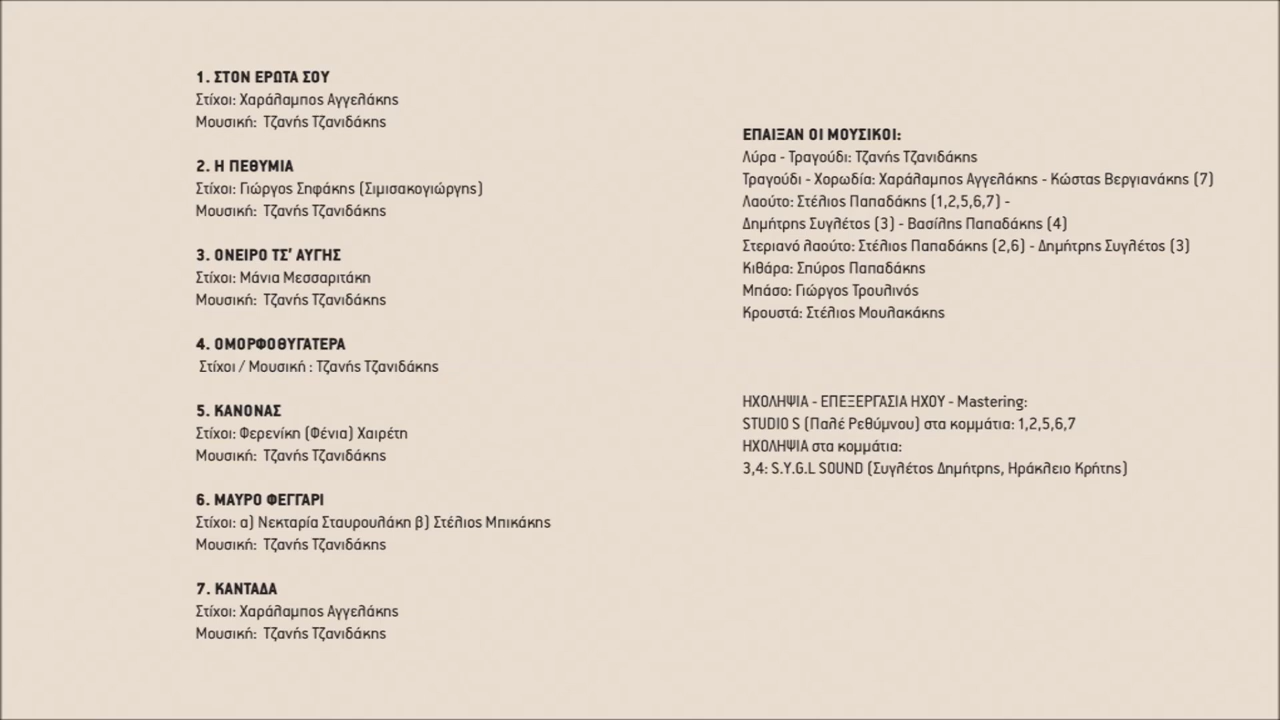 1. ΣΤΟΝ ΕΡΩΤΑ ΣΟΥ
Στίχοι: Χαράλαμπος Αγγελάκης
Μουσική: Τζανής Τζανιδάκης
2. Η ΠΕΘΥΜΙΑ
Στίχοι: Γιώργος Σηφάκης (Σιμισακογιώργης)
Μουσική: Τζανής Τζανιδάκης
3. ΟΝΕΙΡΟ ΤΣ' ΑΥΓΗΣ
Στίχοι: Μάνια Μεσσαριτάκη
Μουσική: Τζανής Τζανιδάκης
4. ΟΜΟΡΦΟΘΥΓΑΤΕΡΑ
Στίχοι / Μουσική : Τζανής Τζανιδάκης
5. ΚΑΝΟΝΑΣ
Στίχοι: Φερενίκη (Φένια) Χαιρέτη
Μουσική: Τζανής Τζανιδάκης
6. ΜΑΥΡΟ ΦΕΓΓΑΡΙ
Στίχοι: α) Νεκταρία Σταυρουλάκη β) Στέλιος Μπικάκης
Μουσική: Τζανής Τζανιδάκης
7. ΚΑΝΤΑΔΑ
Στίχοι: Χαράλαμπος Αγγελάκης
Μουσική: Τζανής Τζανιδάκης
ΕΠΑΙΞΑΝ ΟΙ ΜΟΥΣΙΚΟΙ:
Λύρα - Τραγούδι: Τζανής Τζανιδάκης
Τραγούδι - Χορωδία: Χαράλαμπος Αγγελάκης - Κώστας Βεργιανάκης (7)
Λαούτο: Στέλιος Παπαδάκης (1,2,5,6,7) -
Δημήτρης Συγλέτος (3) - Βασίλης Παπαδάκης (4)
Στεριανό λαούτο: Στέλιος Παπαδάκης (2,6) - Δημήτρης Συγλέτος (3)
Κιθάρα: Σπύρος Παπαδάκης
Μπάσο: Γιώργος Τρουλινός
Κρουστά: Στέλιος Μουλακάκης
ΗΧΟΛΗΨΙΑ - ΕΠΕΞΕΡΓΑΣΙΑ ΗΧΟΥ - Mastering:
STUDIO S (Παλέ Ρεθύμνου) στα κομμάτια: 1,2,5,6,7
ΗΧΟΛΗΨΙΑ στα κομμάτια:
3,4: S.Y.G.L SOUND (Συγλέτος Δημήτρης, Ηράκλειο Κρήτης)